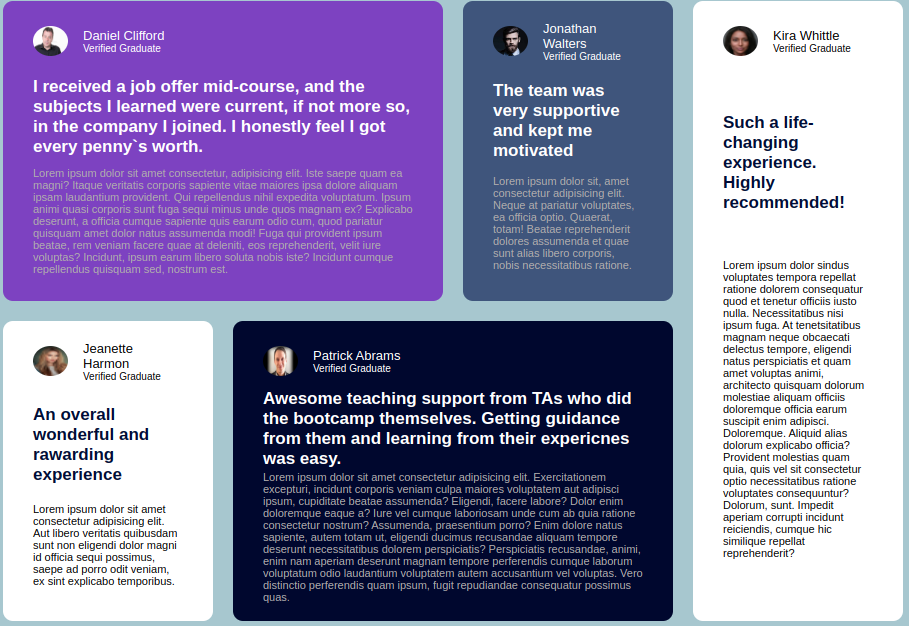 Daniel Clifford
Verified Graduate
I received a job offer mid-course, and the
subjects I learned were current, if not more so,
in the company I joined. I honestly feel I got
every penny`s worth.
Lorem ipsum dolor sit amet consectetur, adipisicing elit. Iste saepe quam ea
magni? Itaque veritatis corporis sapiente vitae maiores ipsa dolore aliquam
ipsam laudantium provident. Qui repellendus nihil expedita voluptatum. Ipsum
animi quasi corporis sunt fuga sequi minus unde quos magnam ex? Explicabo
deserunt, a officia cumque sapiente quis earum odio cum, quod pariatur
quisquam amet dolor natus assumenda modi! Fuga qui provident ipsum
beatae, rem veniam facere quae at deleniti, eos reprehenderit, velit iure
voluptas? Incidunt, ipsum earum libero soluta nobis iste? Incidunt cumque
repellendus quisquam sed, nostrum est.
Jonathan
Walters
Verified Graduate
The team was
very supportive
and kept me
motivated
Lorem ipsum dolor sit, amet
consectetur adipisicing elit.
Neque at pariatur voluptates,
ea officia optio. Quaerat,
totam! Beatae reprehenderit
dolores assumenda et quae
sunt alias libero corporis,
nobis necessitatibus ratione.
Kira Whittle
Verified Graduate
Such a life-
changing
experience.
Highly
recommended!
Lorem ipsum dolor sindus
voluptates tempora repellat
ratione dolorem consequatur
quod et tenetur officiis iusto
nulla. Necessitatibus nisi
ipsum fuga. At tenetsitatibus
magnam neque obcaecati
delectus tempore, eligendi
natus perspiciatis et quam
amet voluptas animi,
architecto quisquam dolorum
molestiae aliquam officiis
doloremque officia earum
suscipit enim adipisci.
Doloremque. Aliquid alias
dolorum explicabo officia?
Provident molestias quam
quia, quis vel sit consectetur
optio necessitatibus ratione
voluptates consequuntur?
Dolorum, sunt. Impedit
aperiam corrupti incidunt
reiciendis, cumque hic
similique repellat
reprehenderit?
Jeanette
Harmon
Verified Graduate
An overall
wonderful and
rawarding
experience
Lorem ipsum dolor sit amet
consectetur adipisicing elit.
Aut libero veritatis quibusdam
sunt non eligendi dolor magni
id officia sequi possimus,
saepe ad porro odit veniam,
ex sint explicabo temporibus.
Patrick Abrams
Verified Graduate
Awesome teaching support from TAs who did
the bootcamp themselves. Getting guidance
from them and learning from their expericnes
was easy.
Lorem ipsum dolor sit amet consectetur adipisicing elit. Exercitationem
excepturi, incidunt corporis veniam culpa maiores voluptatem aut adipisci
ipsum, cupiditate beatae assumenda? Eligendi, facere labore? Dolor enim
doloremque eaque a? Iure vel cumque laboriosam unde cum ab quia ratione
consectetur nostrum? Assumenda, praesentium porro? Enim dolore natus
sapiente, autem totam ut, eligendi ducimus recusandae aliquam tempore
deserunt necessitatibus dolorem perspiciatis? Perspiciatis recusandae, animi,
enim nam aperiam deserunt magnam tempore perferendis cumque laborum
voluptatum odio laudantium voluptatem autem accusantium vel voluptas. Vero
distinctio perferendis quam ipsum, fugit repudiandae consequatur possimus
quas.